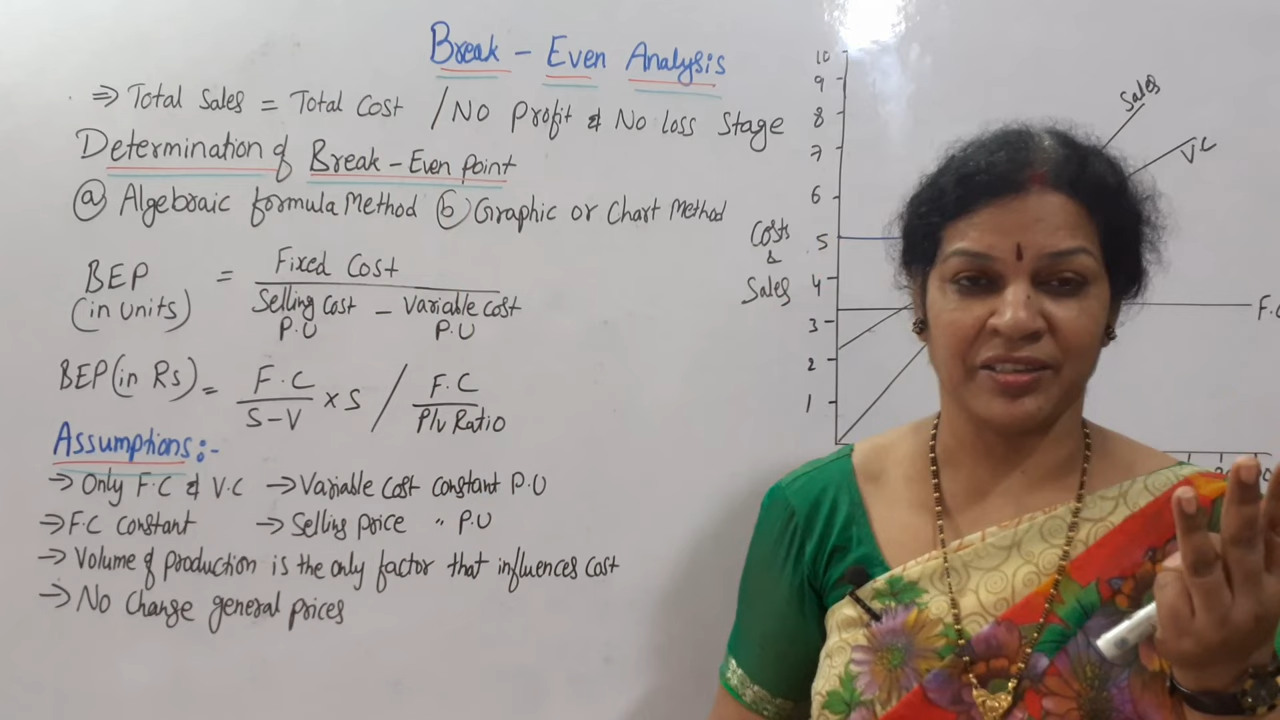 Break - Even Analysis
⇒ Total Sales = Total Cost / No Profit & No loss stage
Determination of Break - Even Point
ⓐ Algebraic formula Method ⓑ Graphic or Chart Method
BEP (in units) = Fixed Cost / Selling Cost P.U - Variable cost P.U
BEP (in Rs) = F.C / S-V × S / F.C / P/v Ratio
Assumptions:-
→ Only F.C & V.C → Variable cost constant P.U
→ F.C constant → Selling price " P.U
→ Volume of production is the only factor that influences cost
→ No Change general prices
Costs & Sales
10
9
8
7
6
5
4
3
2
1
Sales
V.C
F.C